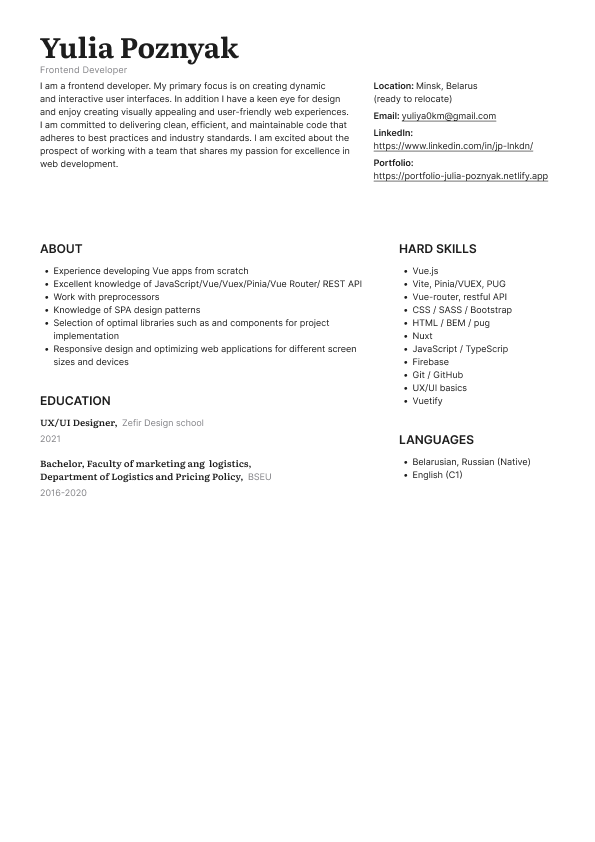 Yulia Poznyak
Frontend Developer
I am a frontend developer. My primary focus is on creating dynamic
and interactive user interfaces. In addition I have a keen eye for design
and enjoy creating visually appealing and user-friendly web experiences.
I am committed to delivering clean, efficient, and maintainable code that
adheres to best practices and industry standards. I am excited about the
prospect of working with a team that shares my passion for excellence in
web development.
Location: Minsk, Belarus
(ready to relocate)
Email: yuliya0km@gmail.com
LinkedIn:
https://www.linkedin.com/in/jp-lnkdn/
Portfolio:
https://portfolio-julia-poznyak.netlify.app
ABOUT
• Experience developing Vue apps from scratch
• Excellent knowledge of JavaScript/Vue/Vuex/Pinia/Vue Router/ REST API
• Work with preprocessors
• Knowledge of SPA design patterns
• Selection of optimal libraries such as and components for project
implementation
• Responsive design and optimizing web applications for different screen
sizes and devices
EDUCATION
UX/UI Designer, Zefir Design school
2021
Bachelor, Faculty of marketing ang logistics,
Department of Logistics and Pricing Policy, BSEU
2016-2020
HARD SKILLS
• Vue.js
• Vite, Pinia/VUEX, PUG
• Vue-router, restful API
• CSS / SASS / Bootstrap
• HTML / BEM / pug
• Nuxt
• JavaScript / TypeScrip
• Firebase
• Git / GitHub
• UX/UI basics
• Vuetify
LANGUAGES
• Belarusian, Russian (Native)
• English (C1)